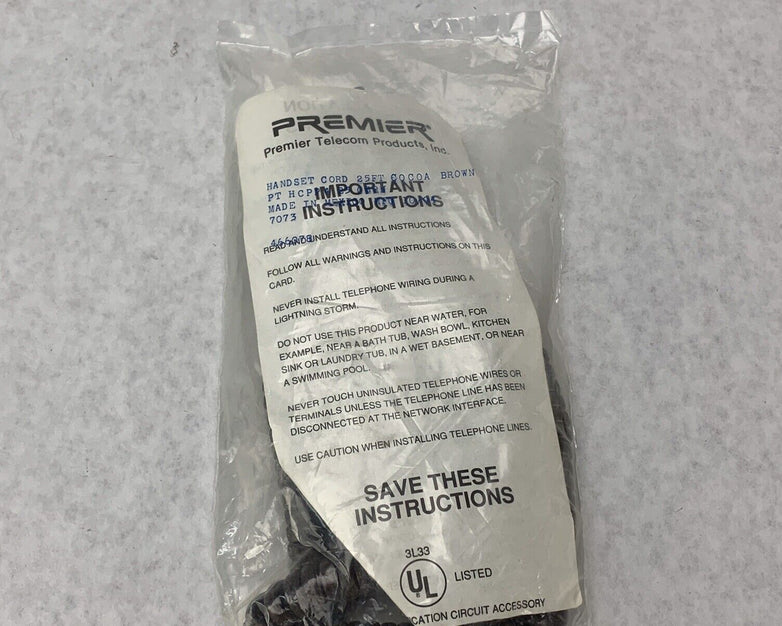 PREMIER
Premier Telecom Products, Inc.
HANDSET CORD 25FT COCOA BROWN
PT
IMPORTANT
MADE IN
INSTRUCTIONS
7073
READ AND UNDERSTAND ALL INSTRUCTIONS
FOLLOW ALL WARNINGS AND INSTRUCTIONS ON THIS
CARD.
NEVER INSTALL TELEPHONE WIRING DURING A
LIGHTNING STORM.
DO NOT USE THIS PRODUCT NEAR WATER, FOR
EXAMPLE, NEAR A BATH TUB, WASH BOWL, KITCHEN
SINK OR LAUNDRY TUB, IN A WET BASEMENT, OR NEAR
A SWIMMING POOL.
NEVER TOUCH UNINSULATED TELEPHONE WIRES OR
TERMINALS UNLESS THE TELEPHONE LINE HAS BEEN
DISCONNECTED AT THE NETWORK INTERFACE.
USE CAUTION WHEN INSTALLING TELEPHONE LINES.
SAVE THESE
INSTRUCTIONS
3L33
UL LISTED
CATION CIRCUIT ACCESSORY